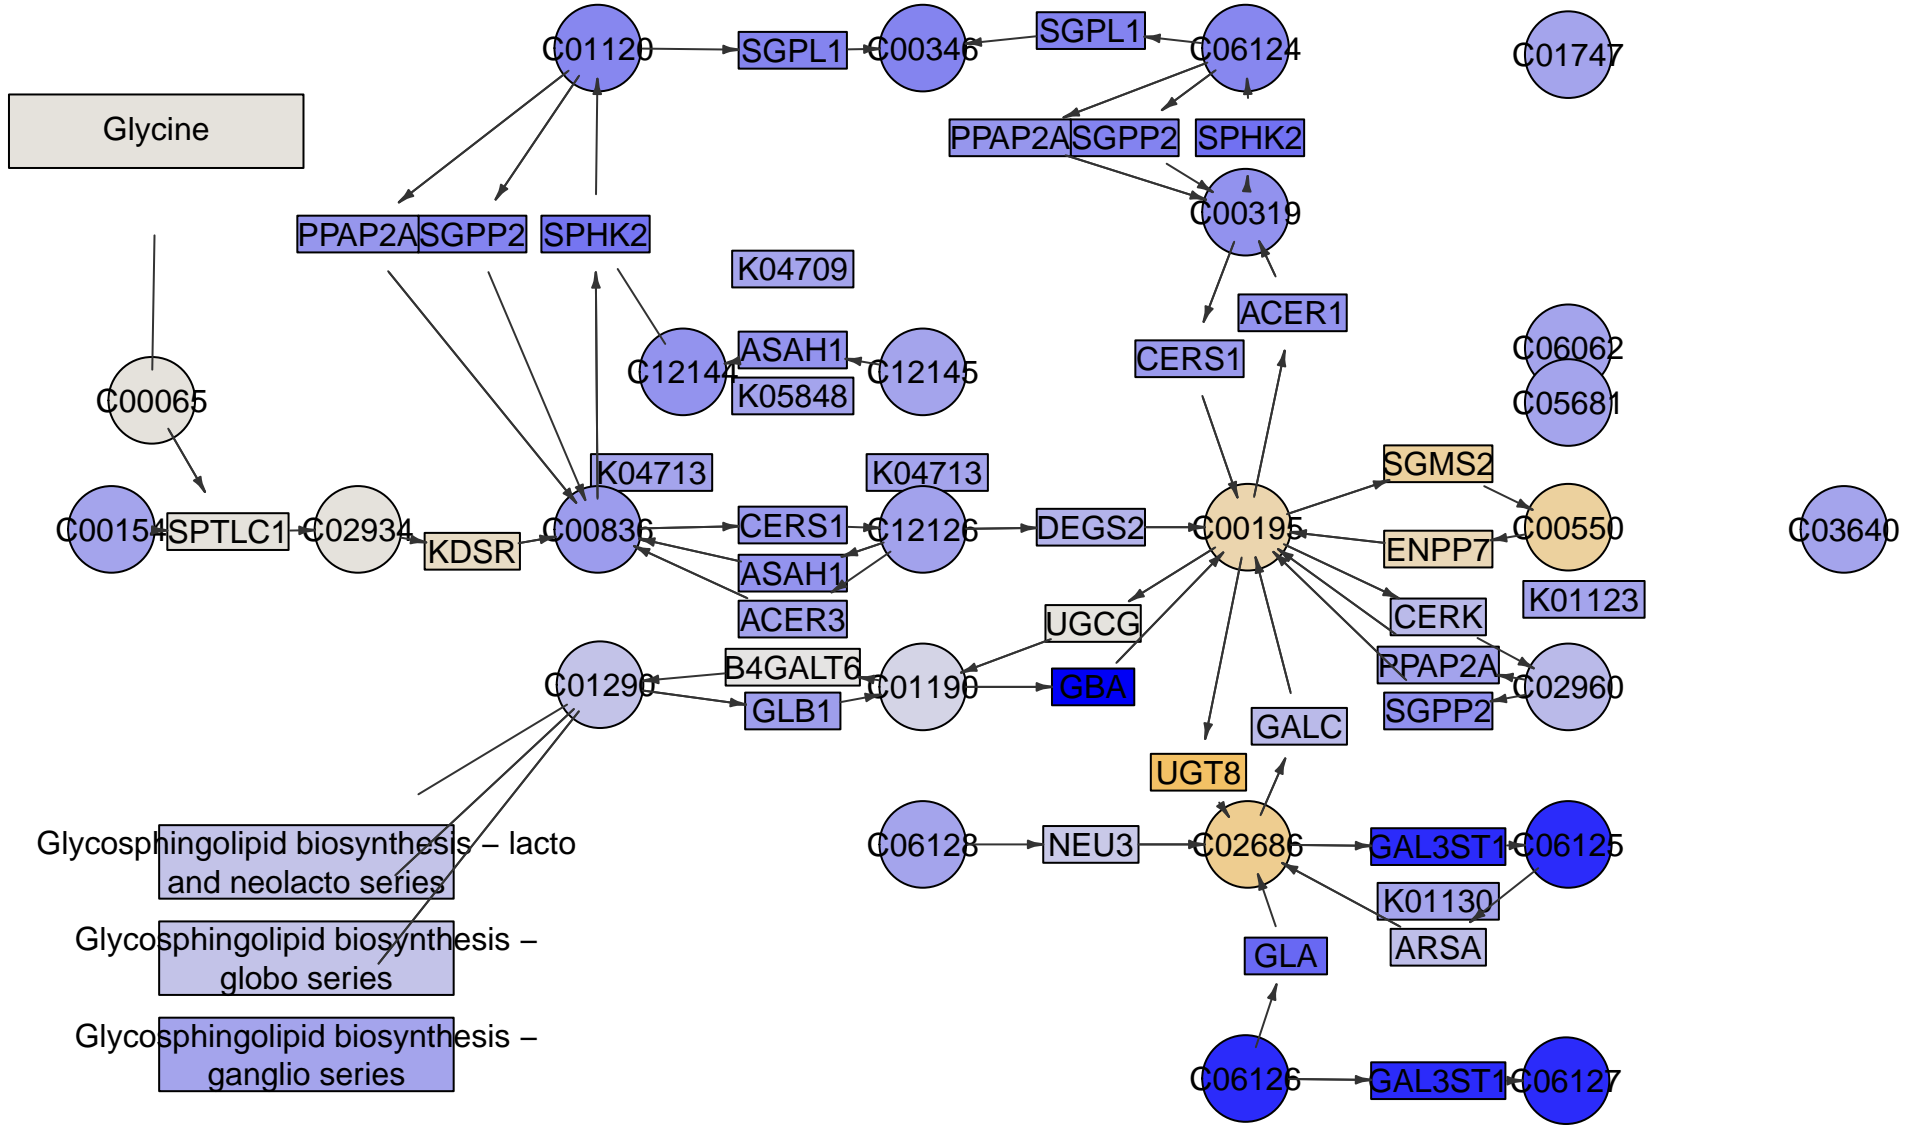 C01120
SGPL1
C00346
SGPL1
C06124
C01747
Glycine
PPAP2A
SGPP2
SPHK2
C00319
PPAP2A
SGPP2
SPHK2
K04709
ACER1
C06062
CERS1
ASAH1
C12144
C12145
K05848
C00065
C05681
SGMS2
K04713
K04713
C00154
SPTLC1
C02934
KDSR
C00836
CERS1
C12126
DEGS2
C00195
C00550
C03640
ENPP7
ASAH1
K01123
ACER3
UGCG
CERK
B4GALT6
PPAP2A
C01290
C01190
GBA
C02960
GLB1
SGPP2
GALC
UGT8
Glycosphingolipid biosynthesis – lacto
and neolacto series
C06128
NEU3
C02686
GAL3ST1
C06125
K01130
Glycosphingolipid biosynthesis –
globo series
GLA
ARSA
Glycosphingolipid biosynthesis –
ganglio series
C06126
GAL3ST1
C06127